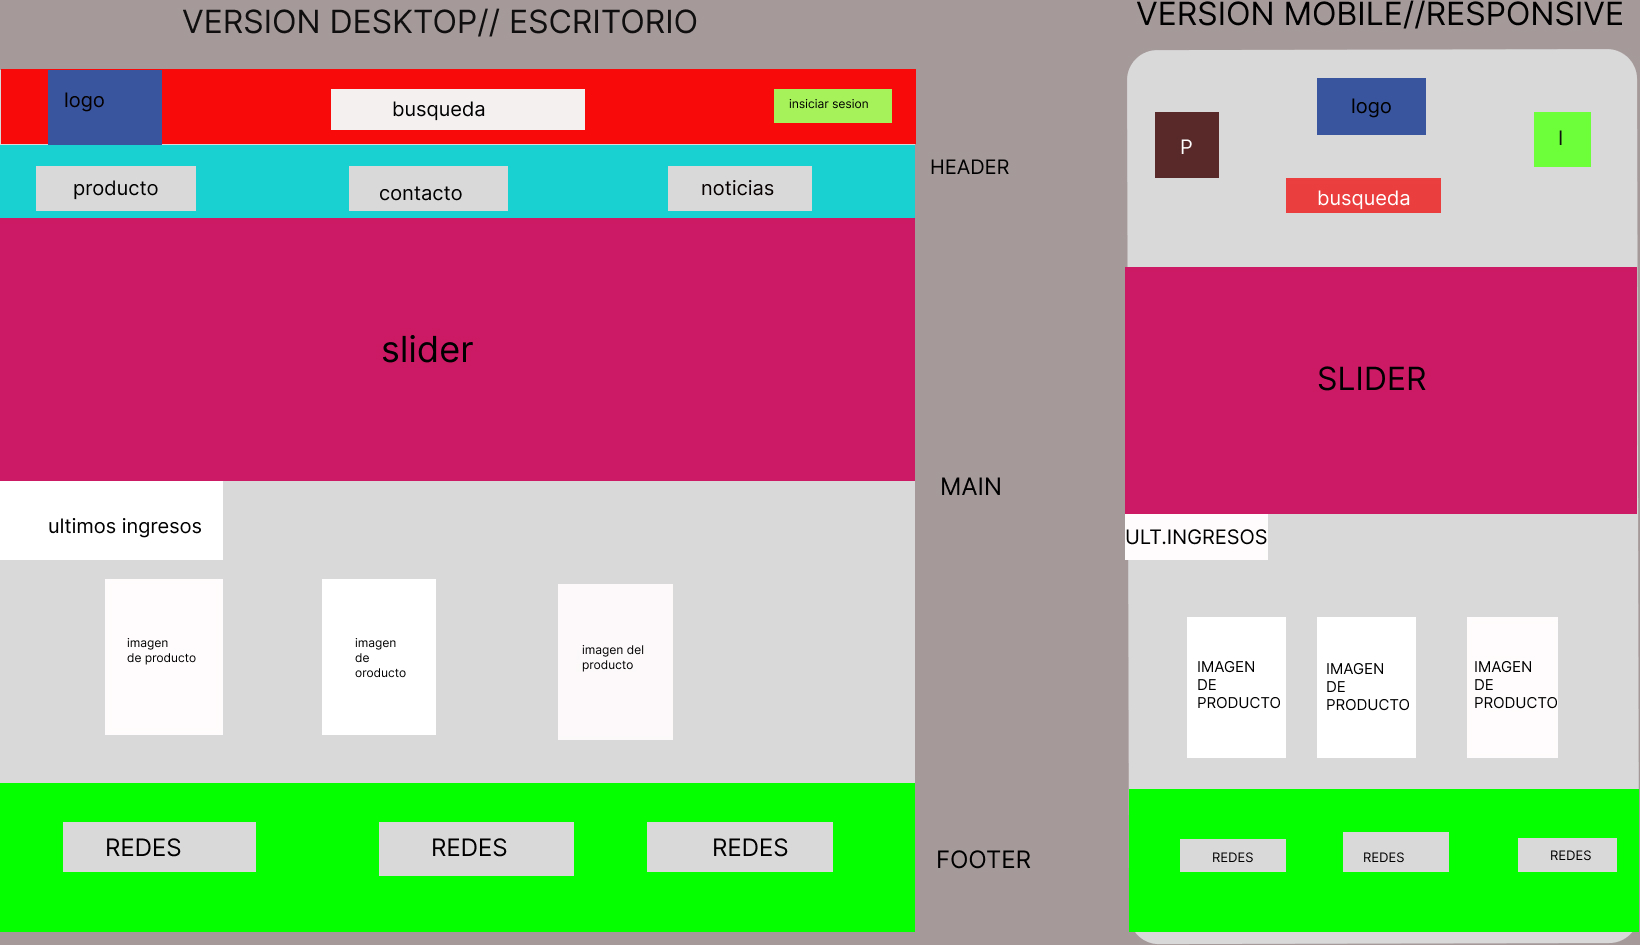 VERSION DESKTOP// ESCRITORIO
logo
busqueda
insiciar sesion
producto
contacto
noticias
HEADER
slider
MAIN
ultimos ingresos
imagen
de producto
imagen
de
oroducto
imagen del
producto
REDES
REDES
REDES
FOOTER
VERSION MOBILE//RESPONSIVE
P
logo
I
busqueda
SLIDER
ULT.INGRESOS
IMAGEN
DE
PRODUCTO
IMAGEN
DE
PRODUCTO
IMAGEN
DE
PRODUCTO
REDES
REDES
REDES